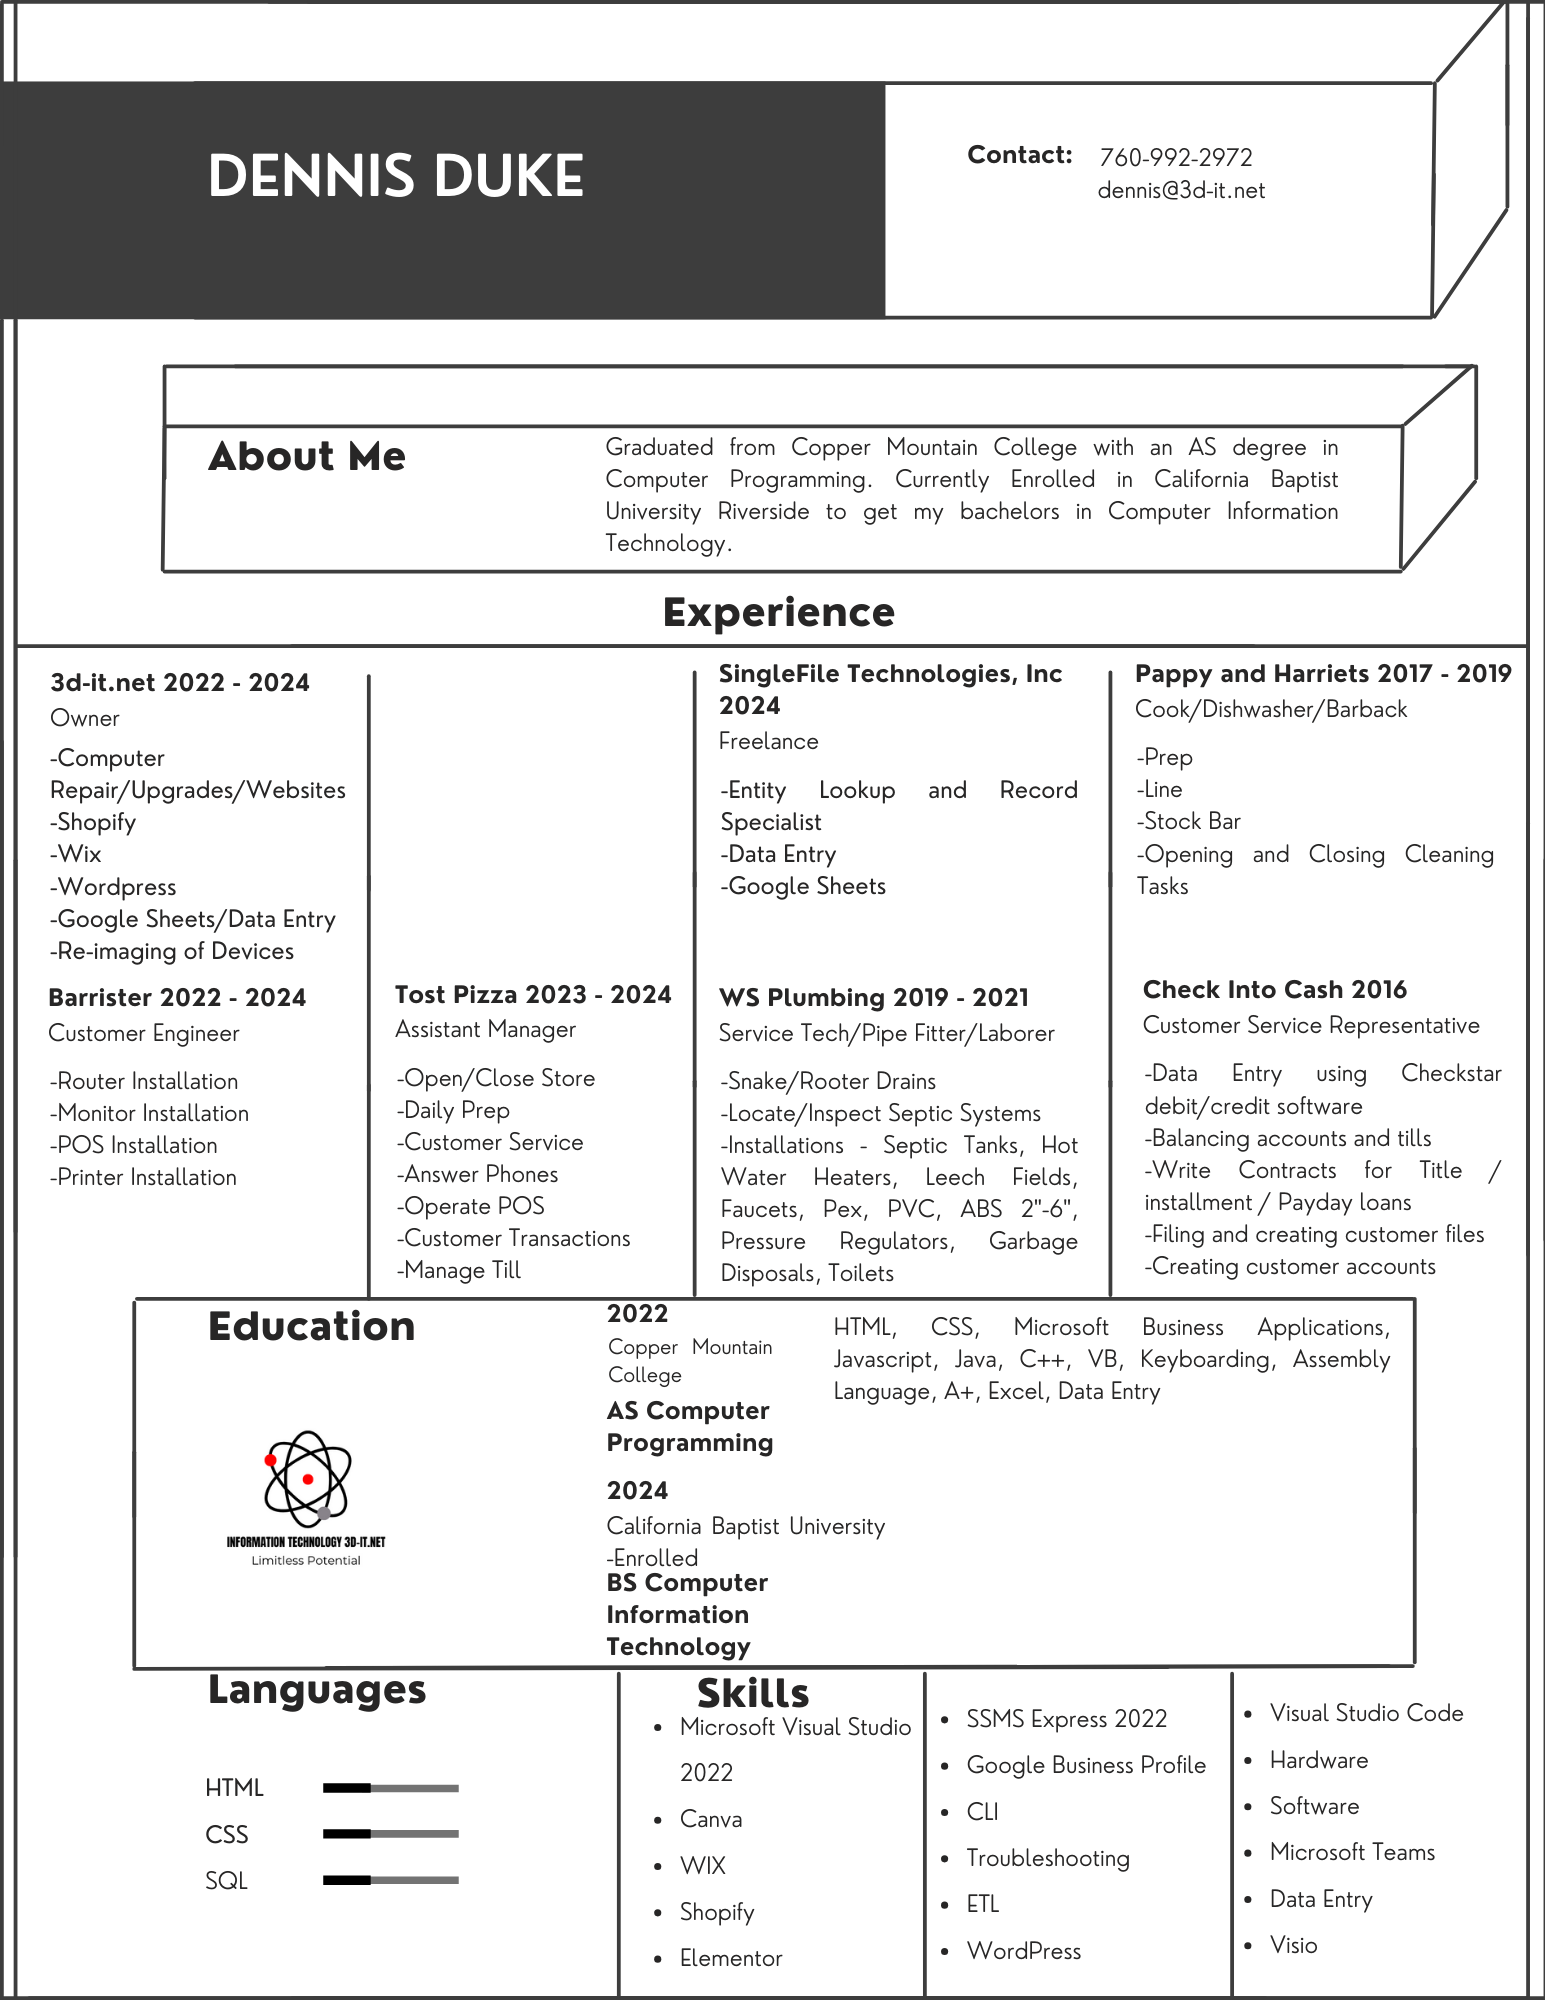 DENNIS DUKE
Contact:
760-992-2972
dennis@3d-it.net
About Me
Graduated from Copper Mountain College with an AS degree in
Computer Programming. Currently Enrolled in California Baptist
University Riverside to get my bachelors in Computer Information
Technology.
Experience
3d-it.net 2022 - 2024
Owner
-Computer
Repair/Upgrades/Websites
-Shopify
-Wix
-Wordpress
-Google Sheets/Data Entry
-Re-imaging of Devices
Barrister 2022 - 2024
Customer Engineer
-Router Installation
-Monitor Installation
-POS Installation
-Printer Installation
Tost Pizza 2023 - 2024
Assistant Manager
-Open/Close Store
-Daily Prep
-Customer Service
-Answer Phones
-Operate POS
-Customer Transactions
-Manage Till
SingleFile Technologies, Inc
2024
Freelance
-Entity Lookup and Record
Specialist
-Data Entry
-Google Sheets
WS Plumbing 2019 - 2021
Service Tech/Pipe Fitter/Laborer
-Snake/Rooter Drains
-Locate/Inspect Septic Systems
-Installations - Septic Tanks, Hot
Water Heaters, Leech Fields,
Faucets, Pex, PVC, ABS 2"-6",
Pressure Regulators, Garbage
Disposals, Toilets
Pappy and Harriets 2017 - 2019
Cook/Dishwasher/Barback
-Prep
-Line
-Stock Bar
-Opening and Closing Cleaning
Tasks
Check Into Cash 2016
Customer Service Representative
-Data Entry using Checkstar
debit/credit software
-Balancing accounts and tills
-Write Contracts for Title /
installment / Payday loans
-Filing and creating customer files
-Creating customer accounts
Education
INFORMATION TECHNOLOGY 3D-IT.NET
Limitless Potential
2022
Copper Mountain
College
AS Computer
Programming
2024
California Baptist University
-Enrolled
BS Computer
Information
Technology
HTML, CSS, Microsoft Business Applications,
Javascript, Java, C++, VB, Keyboarding, Assembly
Language, A+, Excel, Data Entry
Languages
HTML
CSS
SQL
Skills
• Microsoft Visual Studio
2022
• Canva
• WIX
• Shopify
• Elementor
• SSMS Express 2022
• Google Business Profile
• CLI
• Troubleshooting
• ETL
• WordPress
• Visual Studio Code
• Hardware
• Software
• Microsoft Teams
• Data Entry
• Visio